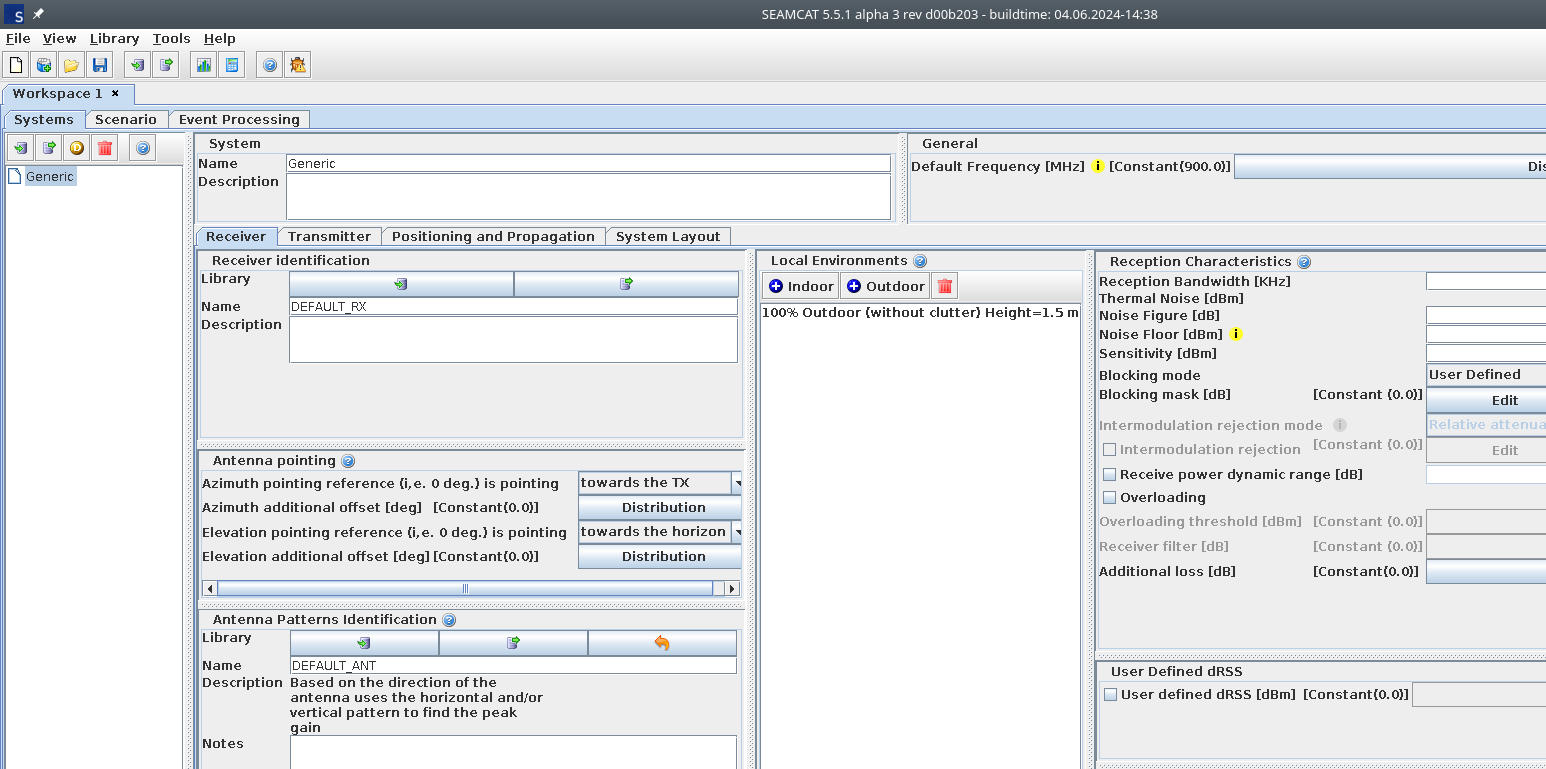 SEAMCAT 5.5.1 alpha 3 rev d00b203 - buildtime: 04.06.2024-14:38
File View Library Tools Help
Workspace 1
Systems Scenario Event Processing
Generic
System
Name Generic
Description
General
Default Frequency [MHz] i [Constant{900.0}]
Receiver Transmitter Positioning and Propagation System Layout
Receiver identification
Library
Name DEFAULT_RX
Description
Antenna pointing
Azimuth pointing reference {i,e. 0 deg.} is pointing towards the TX
Azimuth additional offset [deg] [Constant{0.0}] Distribution
Elevation pointing reference {i,e. 0 deg.} is pointing towards the horizon
Elevation additional offset [deg] [Constant{0.0}] Distribution
Antenna Patterns Identification
Library
Name DEFAULT_ANT
Description Based on the direction of the
antenna uses the horizontal and/or
vertical pattern to find the peak
gain
Notes
Local Environments
Indoor Outdoor
100% Outdoor (without clutter) Height=1.5 m
Reception Characteristics
Reception Bandwidth [KHz]
Thermal Noise [dBm]
Noise Figure [dB]
Noise Floor [dBm] i
Sensitivity [dBm]
Blocking mode User Defined
Blocking mask [dB] [Constant {0.0}] Edit
Intermodulation rejection mode i Relative
Intermodulation rejection [Constant {0.0}] Edit
Receive power dynamic range [dB]
Overloading
Overloading threshold [dBm] [Constant {0.0}]
Receiver filter [dB] [Constant {0.0}]
Additional loss [dB] [Constant{0.0}]
User Defined dRSS
User defined dRSS [dBm] [Constant{0.0}]